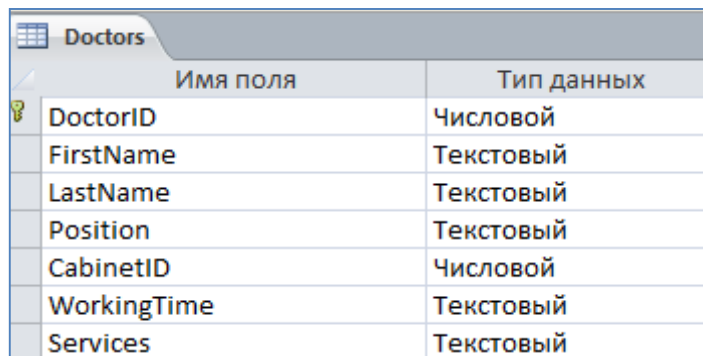 Doctors
Имя поля Тип данных
DoctorID Числовой
FirstName Текстовый
LastName Текстовый
Position Текстовый
CabinetID Числовой
WorkingTime Текстовый
Services Текстовый